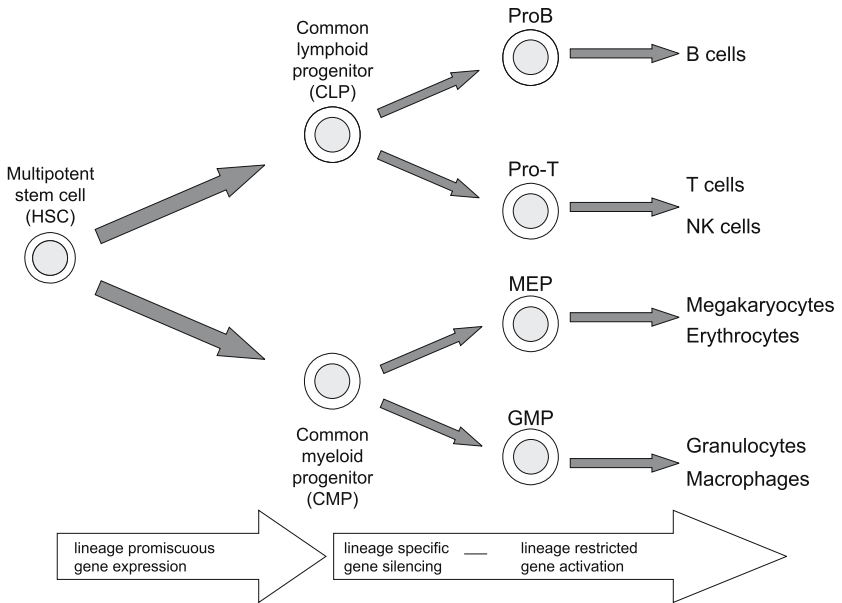 Multipotent
stem cell
(HSC)
Common
lymphoid
progenitor
(CLP)
Common
myeloid
progenitor
(CMP)
ProB
Pro-T
MEP
GMP
B cells
T cells
NK cells
Megakaryocytes
Erythrocytes
Granulocytes
Macrophages
lineage promiscuous
gene expression
lineage specific — lineage restricted
gene silencing gene activation